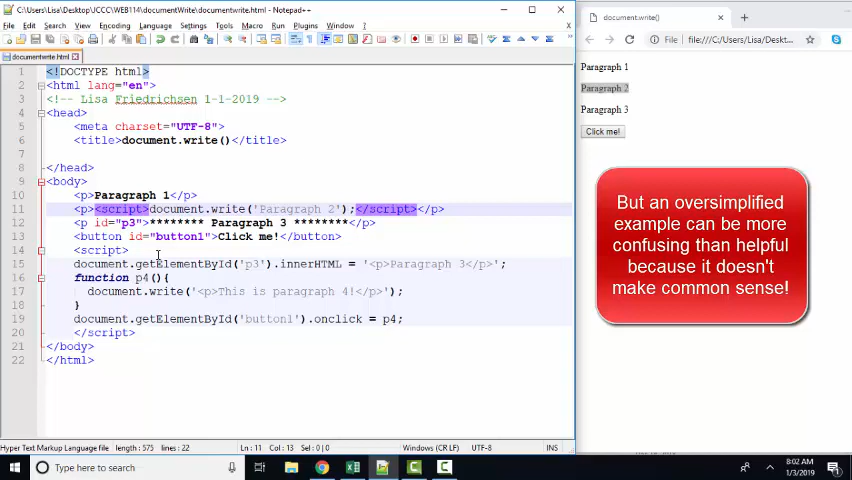 C:\Users\Lisa\JCCC\WEB114\documentWrite\documentwrite.html - Notepad++
File Edit Search View Encoding Language Settings Tools Macro Run Plugins Window ?
documentwrite.html
1 <!DOCTYPE html>
2 <html lang="en">
3 <!-- Lisa Friedrichsen 1-1-2019 -->
4 <head>
5 <meta charset="UTF-8">
6 <title>document.write()</title>
7
8 </head>
9 <body>
10 <p>Paragraph 1</p>
11 <p><script>document.write('Paragraph 2');</script></p>
12 <p id="p3">******** Paragraph 3 ********</p>
13 <button id="button1">Click me!</button>
14 <script>
15 document.getElementById('p3').innerHTML = '<p>Paragraph 3</p>';
16 function p4(){
17 document.write('<p>This is paragraph 4!</p>');
18 }
19 document.getElementById('button1').onclick = p4;
20 </script>
21 </body>
22 </html>
Hyper Text Markup Language file length : 575 lines : 22 Ln : 11 Col : 13 Sel : 0 | 0 Windows (CR LF) UTF-8 INS
document.write()
File file:///C:/Users/Lisa/Deskt...
Paragraph 1
Paragraph 2
Paragraph 3
Click me!
But an oversimplified
example can be more
confusing than helpful
because it doesn't
make common sense!
Type here to search
8:02 AM
1/3/2019